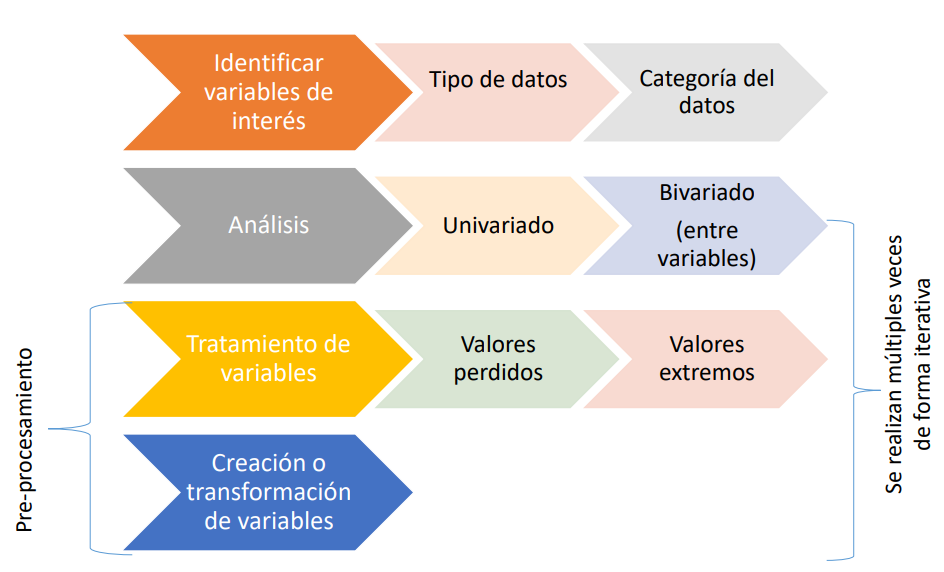 Identificar
variables de
interés
Tipo de datos
Categoría del
datos
Análisis
Univariado
Bivariado
(entre
variables)
Tratamiento de
variables
Valores
perdidos
Valores
extremos
Creación o
transformación
de variables
Pre-procesamiento
Se realizan múltiples veces
de forma iterativa